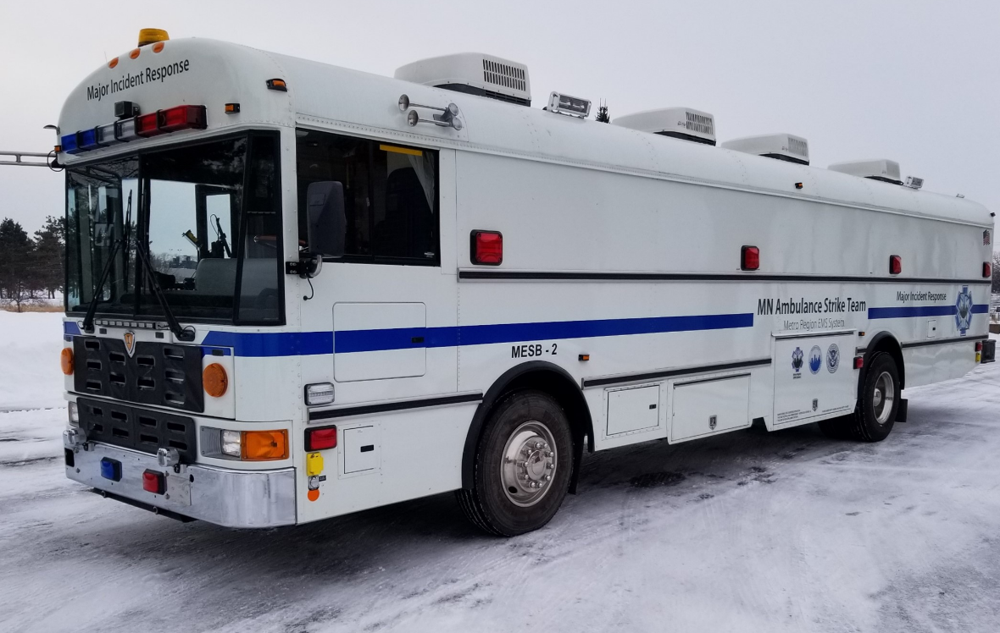 Major Incident Response
MN Ambulance Strike Team
Metro Region EMS System
Major Incident Response
MESB - 2